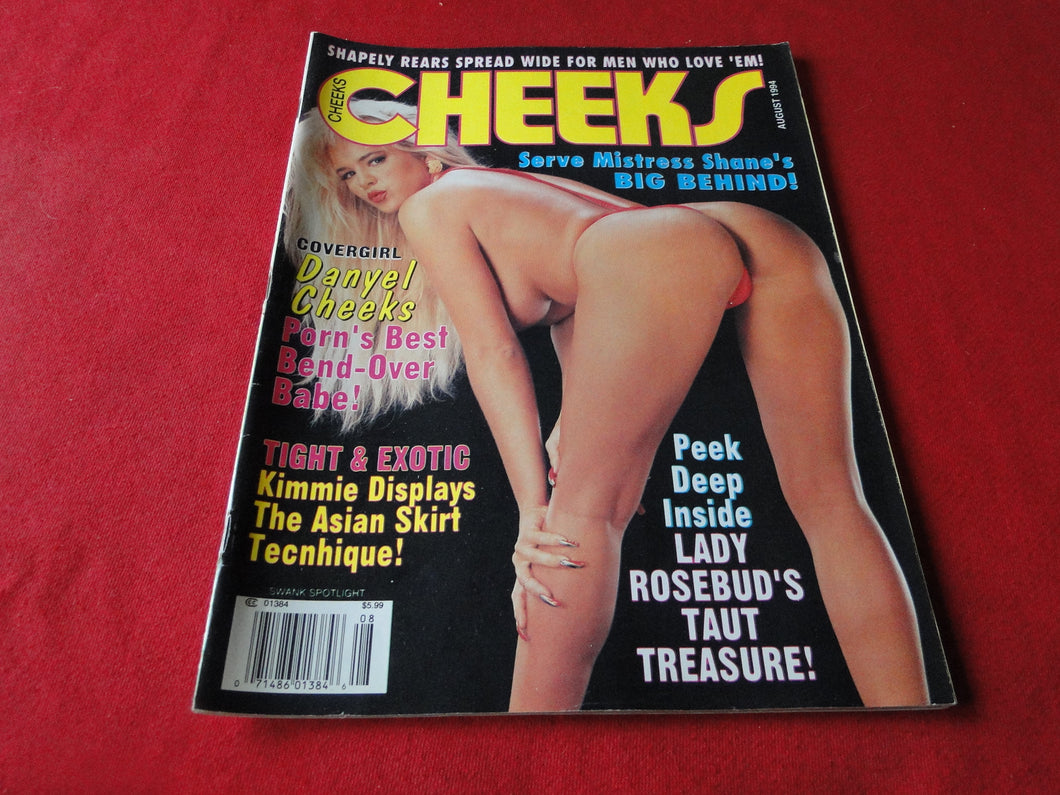 SHAPELY REARS SPREAD WIDE FOR MEN WHO LOVE 'EM!
CHEEKS
CHEEKS
AUGUST 1994
Serve Mistress Shane's
BIG BEHIND!
COVERGIRL
Danyel
Cheeks
Porn's Best
Bend-Over
Babe!
TIGHT & EXOTIC
Kimmie Displays
The Asian Skirt
Tecnhique!
Peek
Deep
Inside
LADY
ROSEBUD'S
TAUT
TREASURE!
SWANK SPOTLIGHT
CC 01384 $5.99
08
0 71486 01384 6